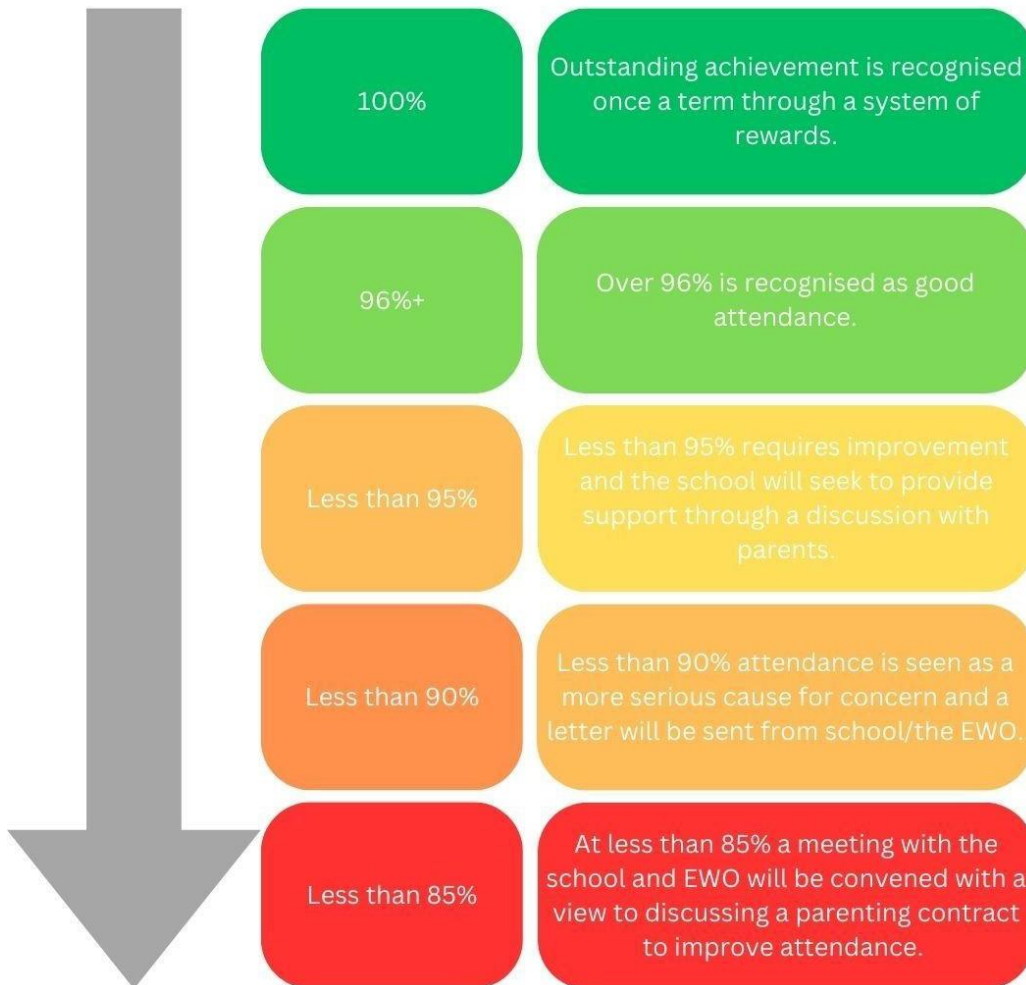 100%
Outstanding achievement is recognised
once a term through a system of
rewards.
96%+
Over 96% is recognised as good
attendance.
Less than 95%
Less than 95% requires improvement
and the school will seek to provide
support through a discussion with
parents.
Less than 90%
Less than 90% attendance is seen as a
more serious cause for concern and a
letter will be sent from school/the EWO.
Less than 85%
At less than 85% a meeting with the
school and EWO will be convened with a
view to discussing a parenting contract
to improve attendance.